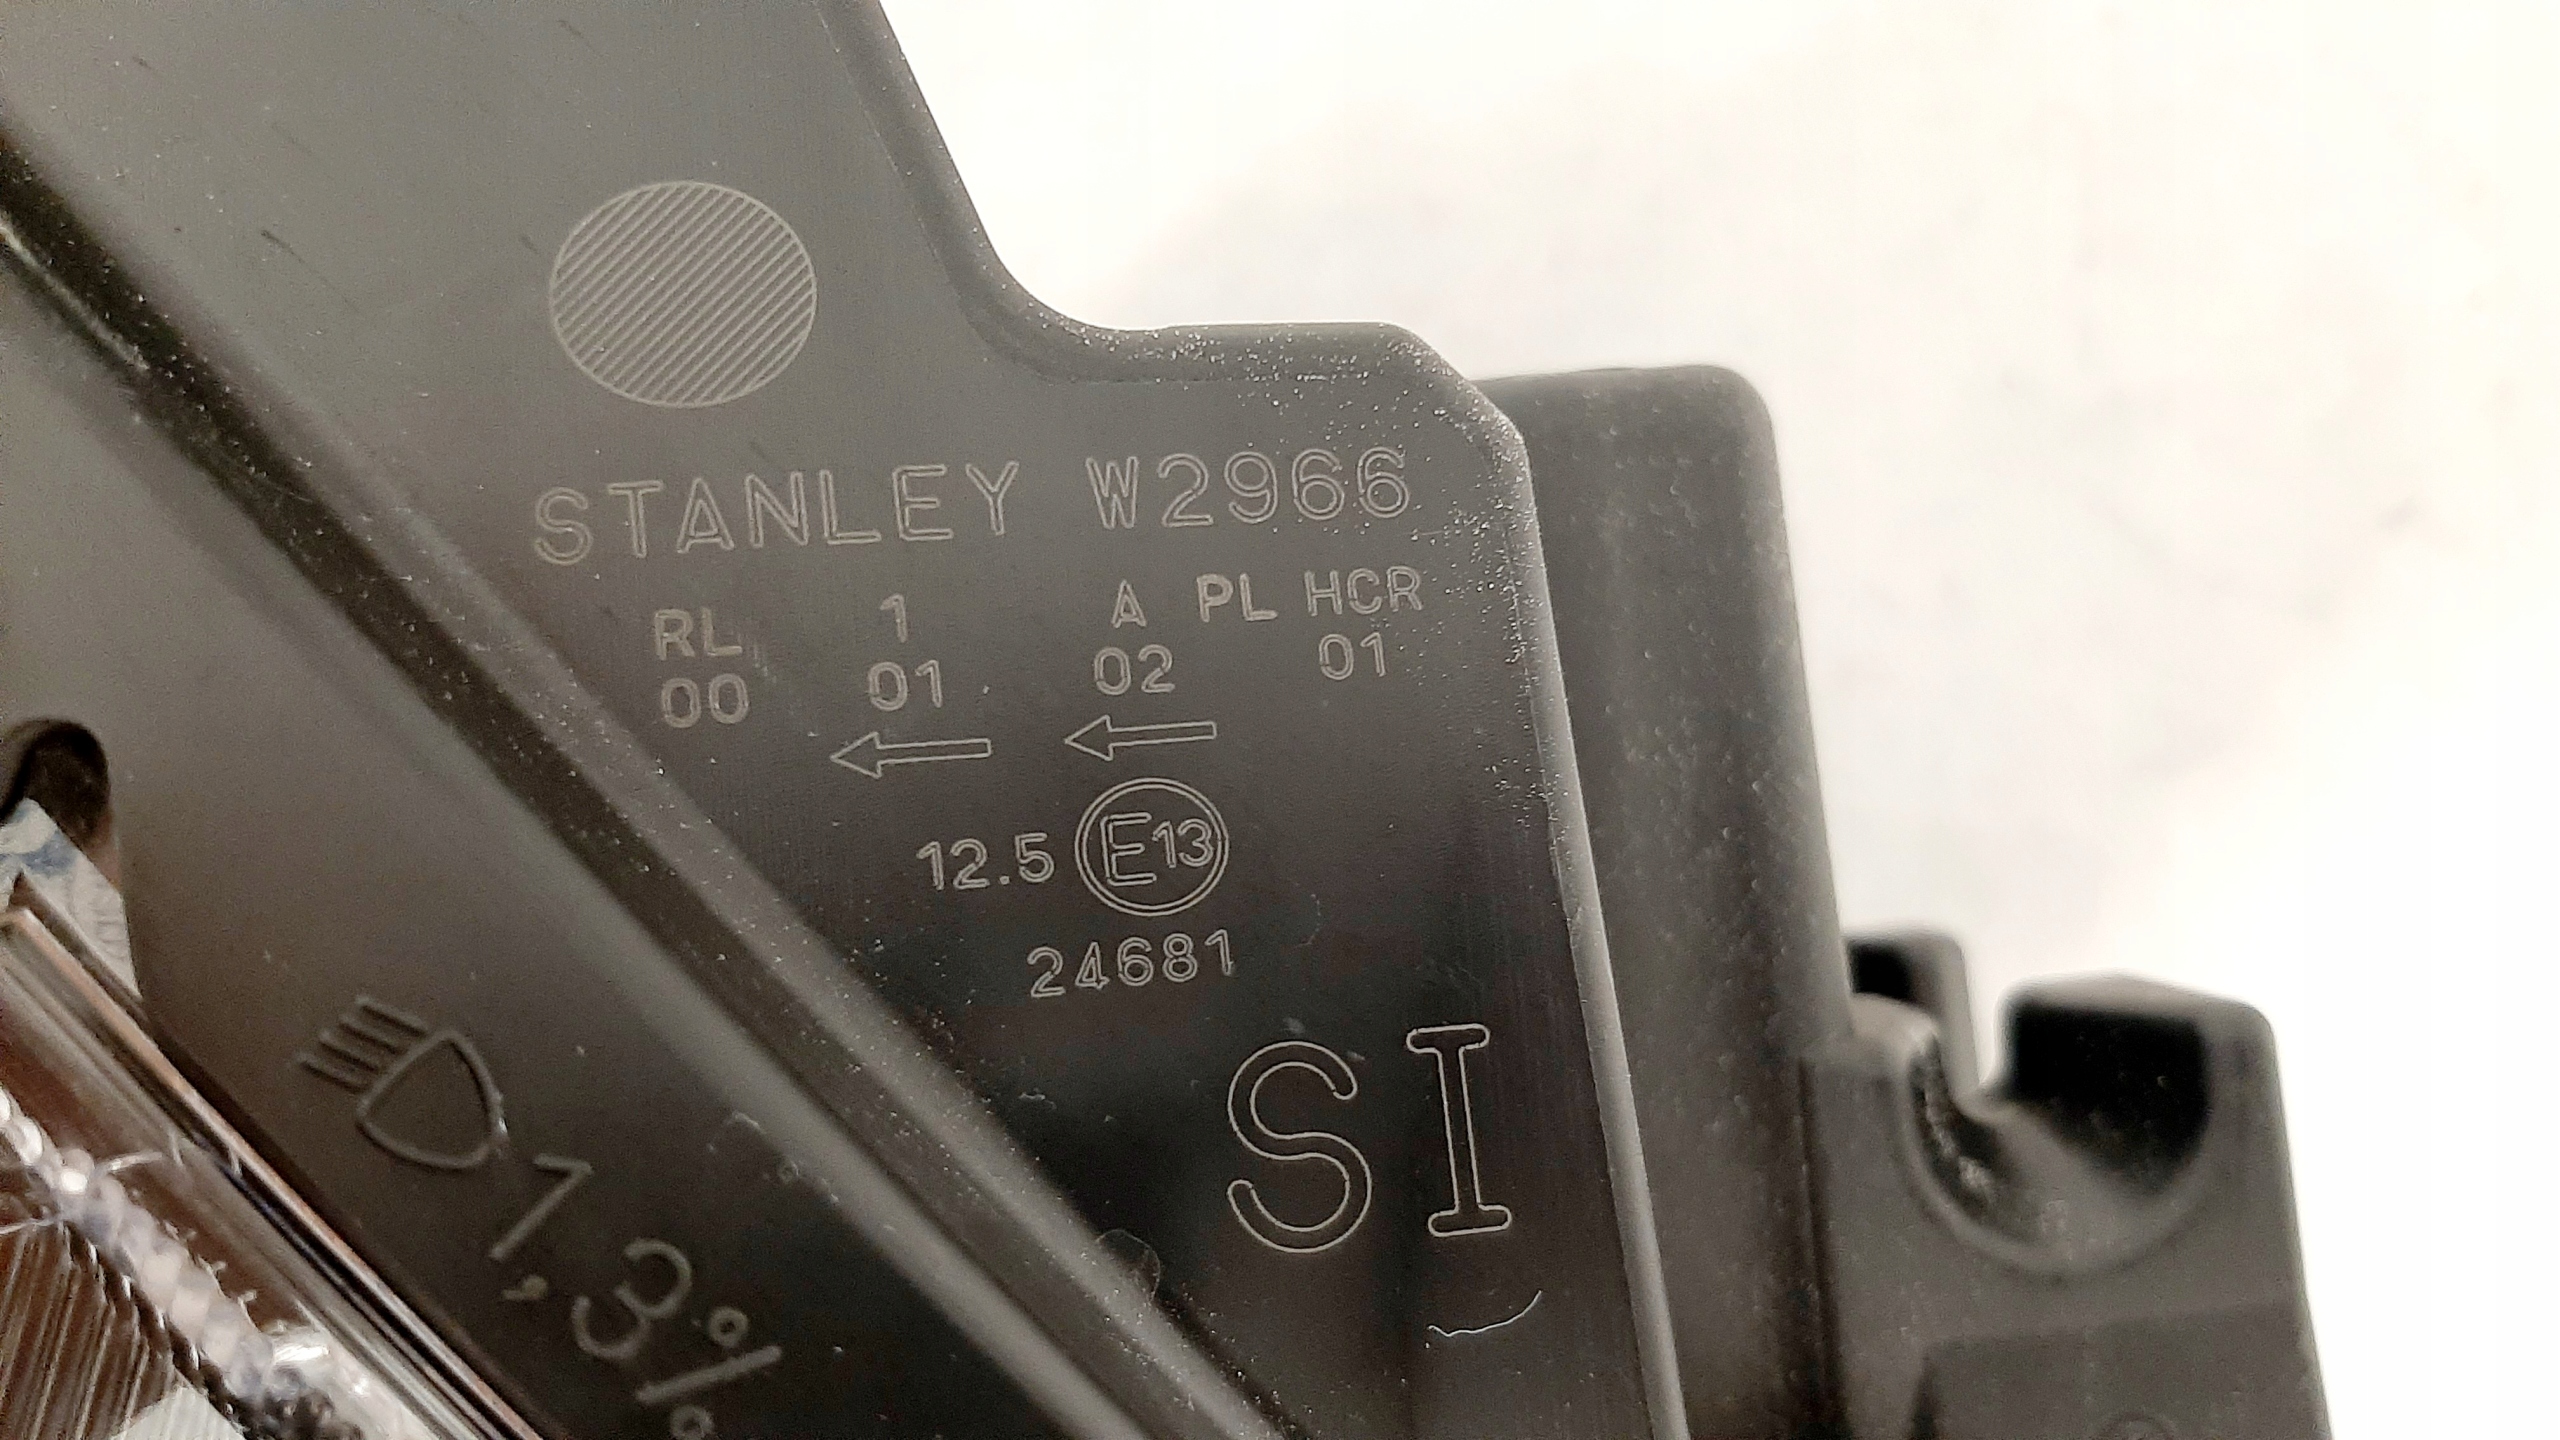 STANLEY W2966
RL 1 A PL HCR
00 01 02 01
12.5 E13
24681
SI
1,3%